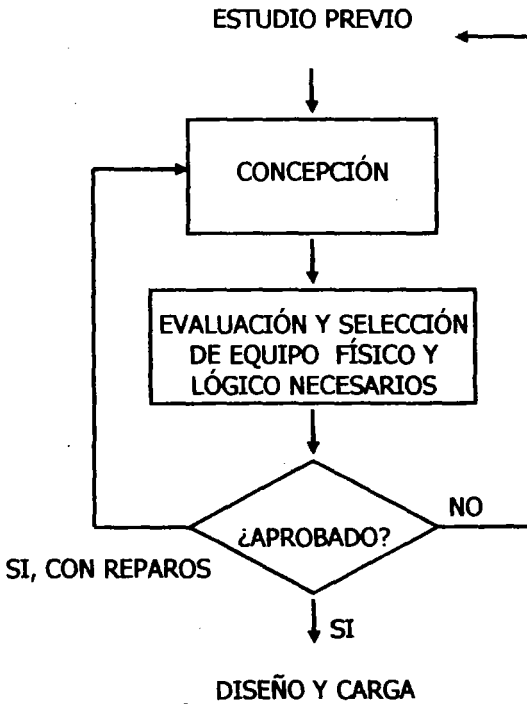 ESTUDIO PREVIO
CONCEPCIÓN
EVALUACIÓN Y SELECCIÓN
DE EQUIPO FÍSICO Y
LÓGICO NECESARIOS
NO
¿APROBADO?
SI, CON REPAROS
SI
DISEÑO Y CARGA